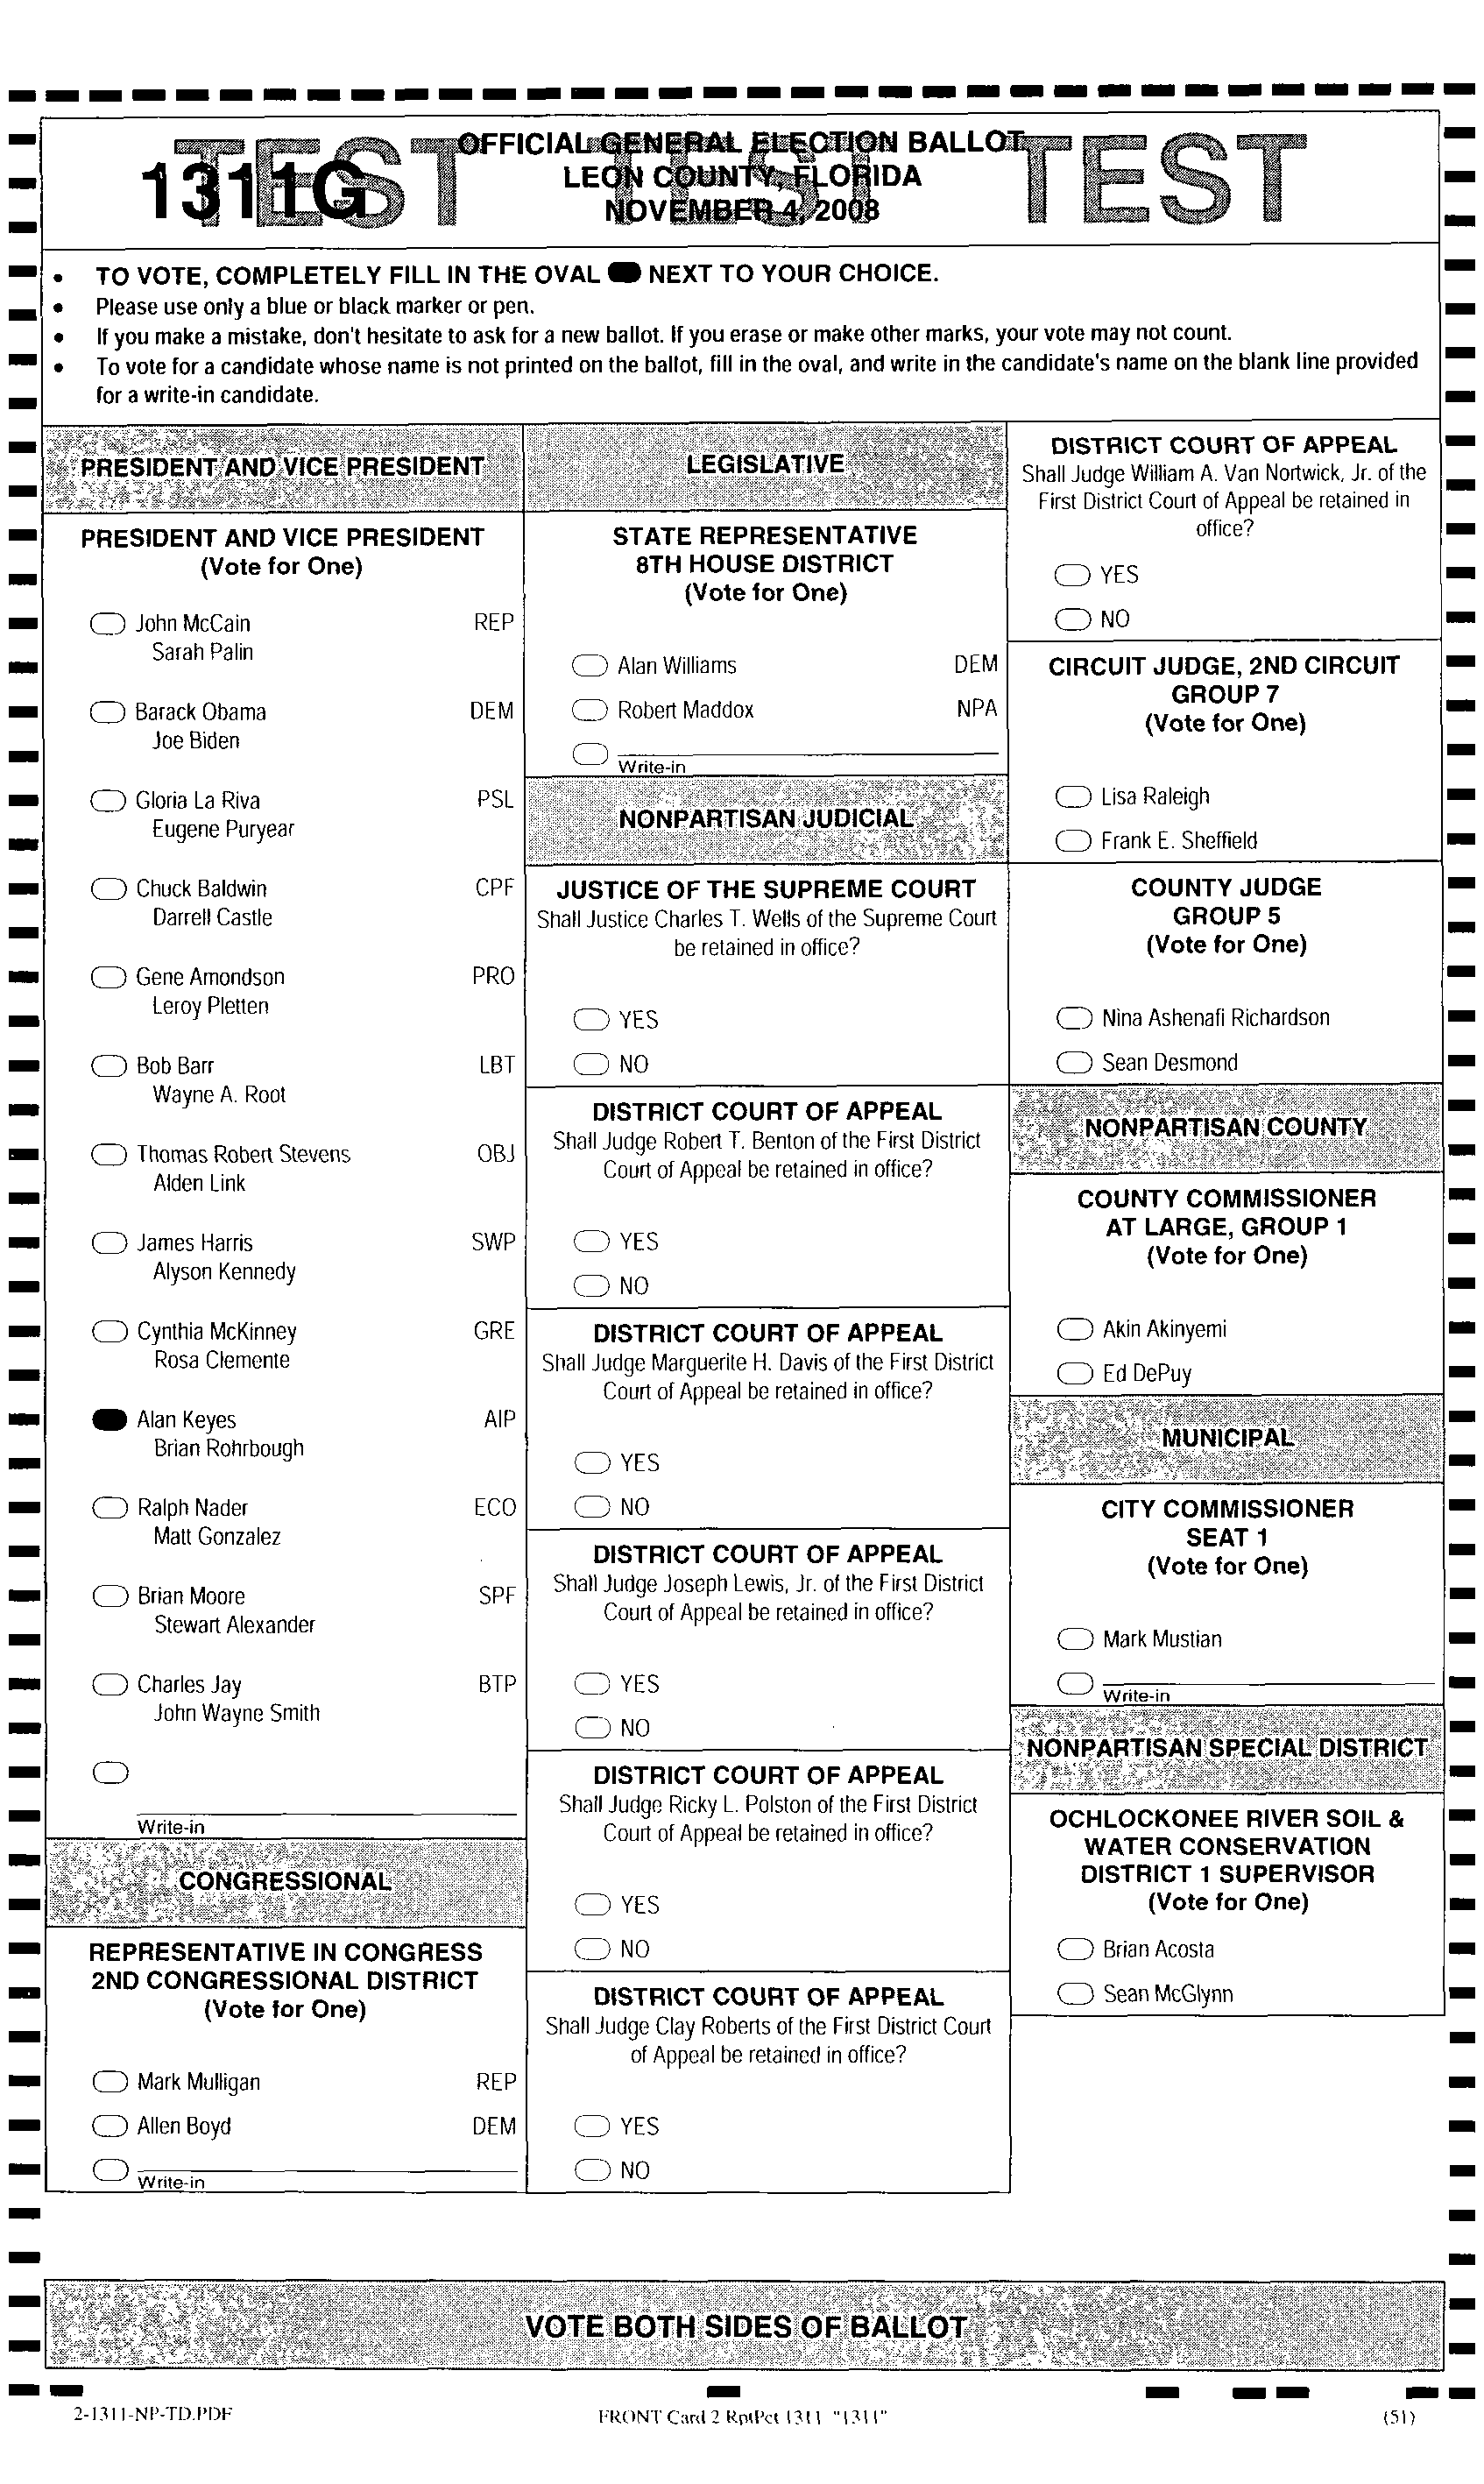 TEST TEST TEST
1311G
OFFICIAL GENERAL ELECTION BALLOT
LEON COUNTY, FLORIDA
NOVEMBER 4, 2008
• TO VOTE, COMPLETELY FILL IN THE OVAL NEXT TO YOUR CHOICE.
• Please use only a blue or black marker or pen.
• If you make a mistake, don't hesitate to ask for a new ballot. If you erase or make other marks, your vote may not count.
• To vote for a candidate whose name is not printed on the ballot, fill in the oval, and write in the candidate's name on the blank line provided
for a write-in candidate.
PRESIDENT AND VICE PRESIDENT
PRESIDENT AND VICE PRESIDENT
(Vote for One)
John McCain REP
Sarah Palin
Barack Obama DEM
Joe Biden
Gloria La Riva PSL
Eugene Puryear
Chuck Baldwin CPF
Darrell Castle
Gene Amondson PRO
Leroy Pletten
Bob Barr LBT
Wayne A. Root
Thomas Robert Stevens OBJ
Alden Link
James Harris SWP
Alyson Kennedy
Cynthia McKinney GRE
Rosa Clemente
Alan Keyes AIP
Brian Rohrbough
Ralph Nader ECO
Matt Gonzalez
Brian Moore SPF
Stewart Alexander
Charles Jay BTP
John Wayne Smith
Write-in
CONGRESSIONAL
REPRESENTATIVE IN CONGRESS
2ND CONGRESSIONAL DISTRICT
(Vote for One)
Mark Mulligan REP
Allen Boyd DEM
Write-in
LEGISLATIVE
STATE REPRESENTATIVE
8TH HOUSE DISTRICT
(Vote for One)
Alan Williams DEM
Robert Maddox NPA
Write-in
NONPARTISAN JUDICIAL
JUSTICE OF THE SUPREME COURT
Shall Justice Charles T. Wells of the Supreme Court
be retained in office?
YES
NO
DISTRICT COURT OF APPEAL
Shall Judge Robert T. Benton of the First District
Court of Appeal be retained in office?
YES
NO
DISTRICT COURT OF APPEAL
Shall Judge Marguerite H. Davis of the First District
Court of Appeal be retained in office?
YES
NO
DISTRICT COURT OF APPEAL
Shall Judge Joseph Lewis, Jr. of the First District
Court of Appeal be retained in office?
YES
NO
DISTRICT COURT OF APPEAL
Shall Judge Ricky L. Polston of the First District
Court of Appeal be retained in office?
YES
NO
DISTRICT COURT OF APPEAL
Shall Judge Clay Roberts of the First District Court
of Appeal be retained in office?
YES
NO
DISTRICT COURT OF APPEAL
Shall Judge William A. Van Nortwick, Jr. of the
First District Court of Appeal be retained in
office?
YES
NO
CIRCUIT JUDGE, 2ND CIRCUIT
GROUP 7
(Vote for One)
Lisa Raleigh
Frank E. Sheffield
COUNTY JUDGE
GROUP 5
(Vote for One)
Nina Ashenafi Richardson
Sean Desmond
NONPARTISAN COUNTY
COUNTY COMMISSIONER
AT LARGE, GROUP 1
(Vote for One)
Akin Akinyemi
Ed DePuy
MUNICIPAL
CITY COMMISSIONER
SEAT 1
(Vote for One)
Mark Mustian
Write-in
NONPARTISAN SPECIAL DISTRICT
OCHLOCKONEE RIVER SOIL &
WATER CONSERVATION
DISTRICT 1 SUPERVISOR
(Vote for One)
Brian Acosta
Sean McGlynn
VOTE BOTH SIDES OF BALLOT
2-1311-NP-TD.PDF FRONT Card 2 RptPct 1311 "1311" (51)